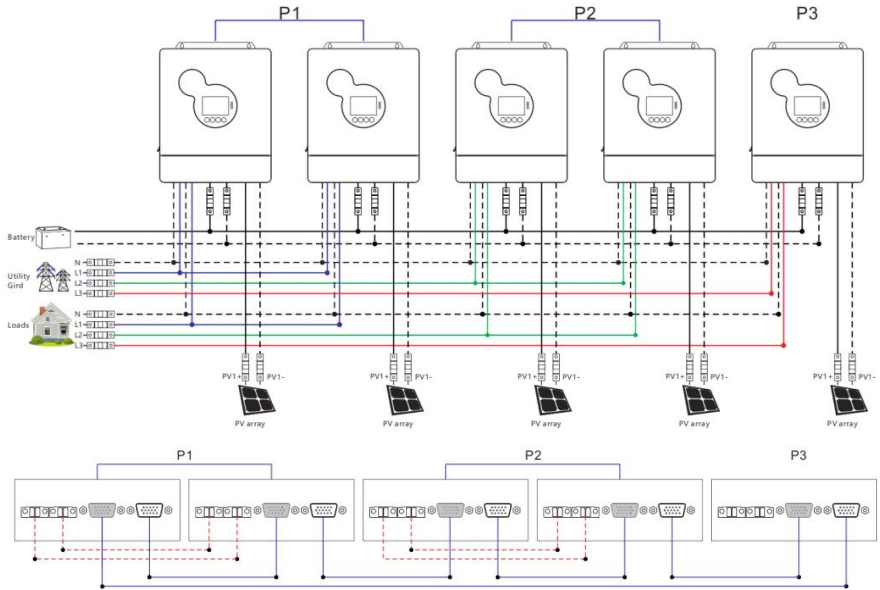 P1 P2 P3
Battery
N
L1
Utility
Gird
L2
L3
N
Loads
L1
L2
L3
PV1+ PV1- PV1+ PV1- PV1+ PV1- PV1+ PV1- PV1+ PV1-
PV array PV array PV array PV array PV array
P1 P2 P3